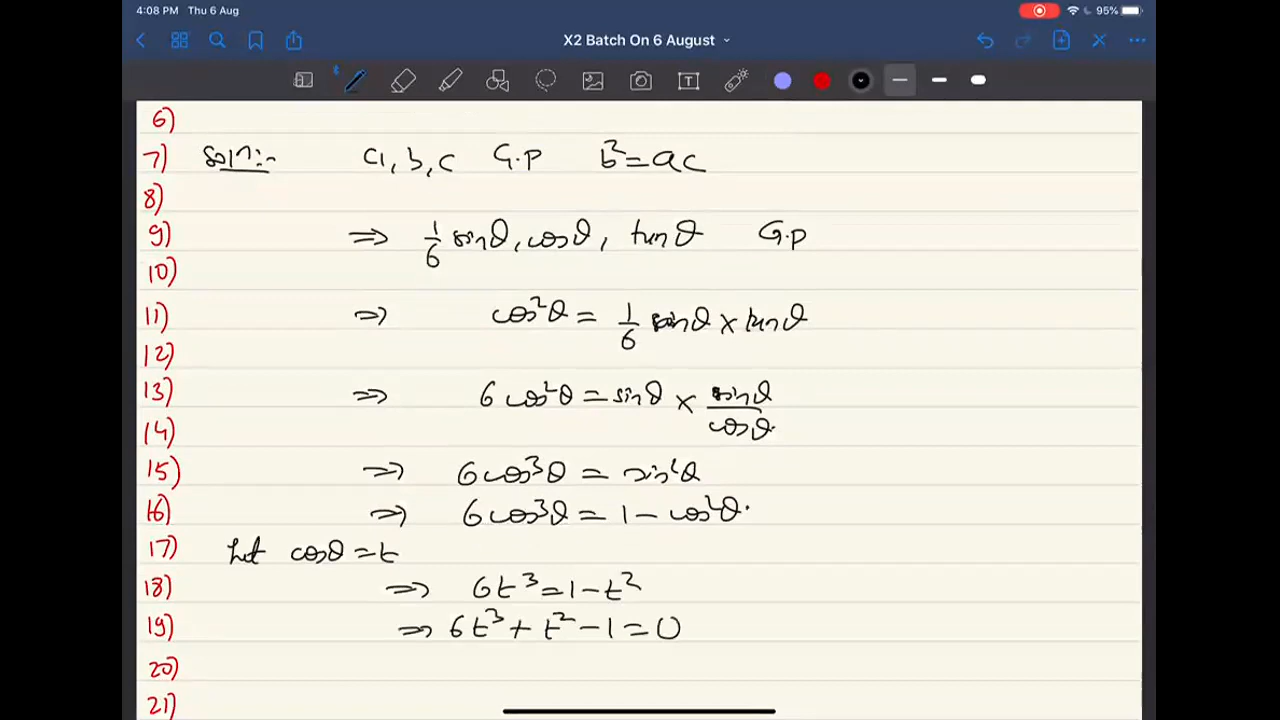 4:08 PM Thu 6 Aug 95%
X2 Batch On 6 August
6)
7) Soln:- a, b, c G.P b²=ac
8)
9) ⇒ 1/6 sinθ, cosθ, tanθ G.P
10)
11) ⇒ cos²θ = 1/6 sinθ × tanθ
12)
13) ⇒ 6 cos²θ = sinθ × sinθ/cosθ
14)
15) ⇒ 6cos³θ = sin²θ
16) ⇒ 6cos³θ = 1 - cos²θ.
17) Let cosθ = t
18) ⇒ 6t³ = 1 - t²
19) ⇒ 6t³ + t² - 1 = 0
20)
21)